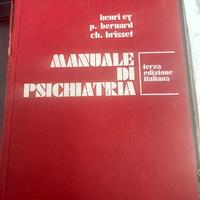 henri ey
p. bernard
ch. brisset
MANUALE
DI
PSICHIATRIA
terza
edizione
italiana